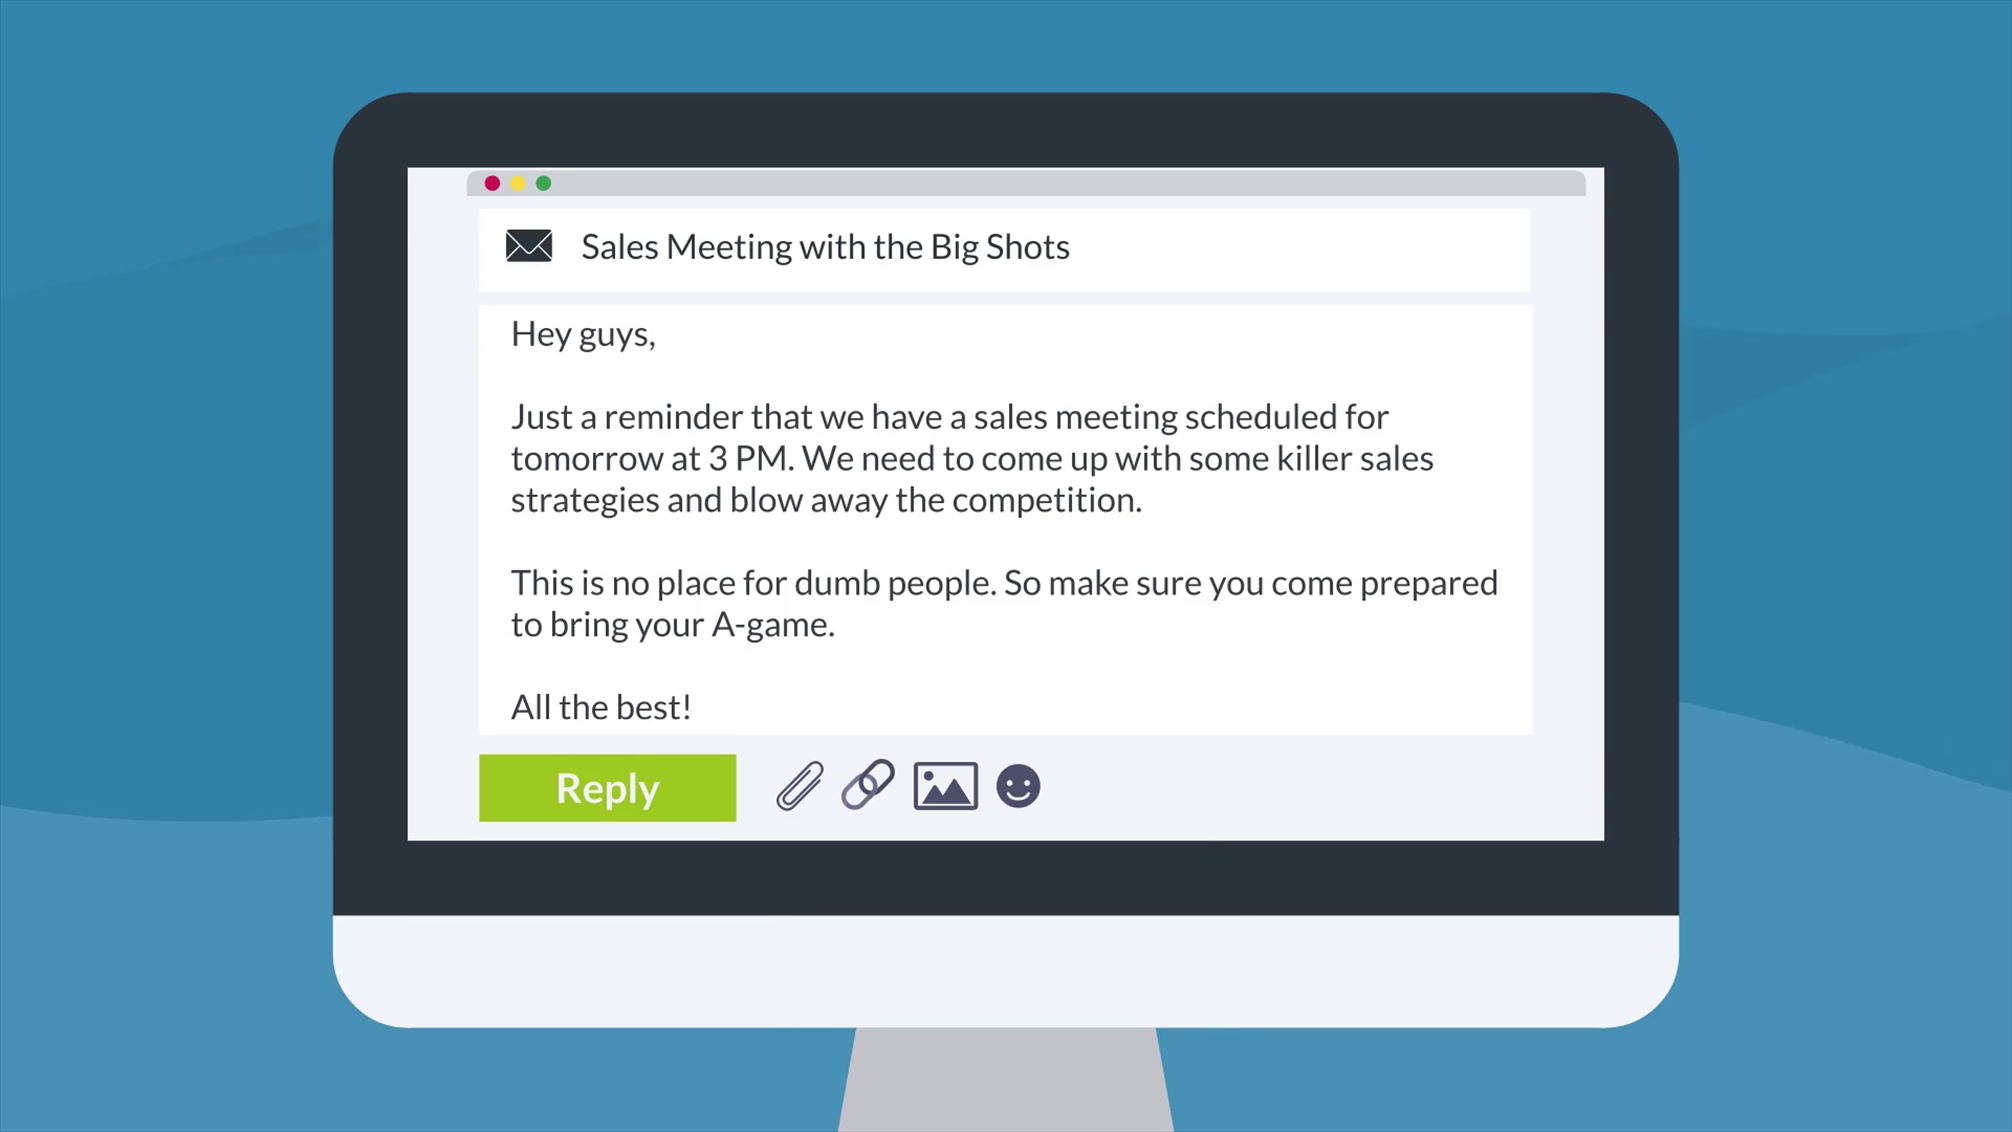 Sales Meeting with the Big Shots
Hey guys,
Just a reminder that we have a sales meeting scheduled for
tomorrow at 3 PM. We need to come up with some killer sales
strategies and blow away the competition.
This is no place for dumb people. So make sure you come prepared
to bring your A-game.
All the best!
Reply